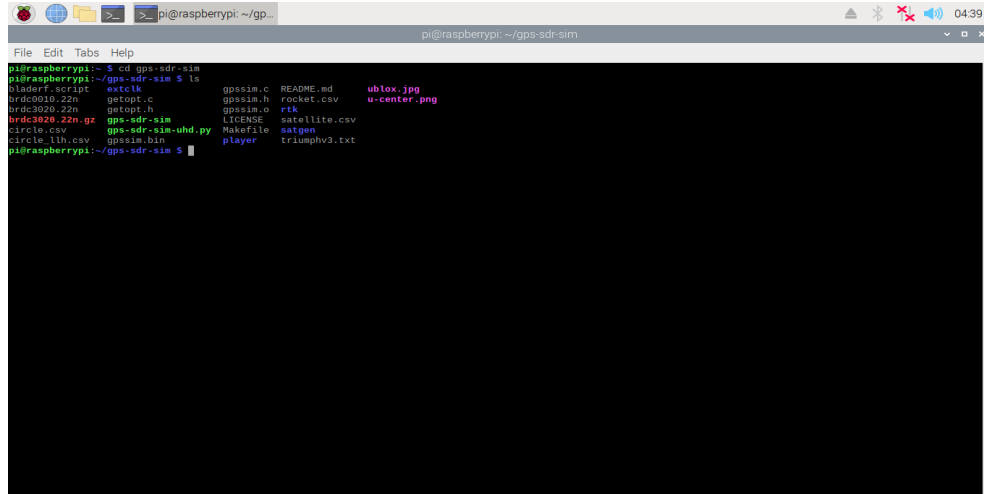 pi@raspberrypi: ~/gp...
04:39
pi@raspberrypi: ~/gps-sdr-sim
File Edit Tabs Help
pi@raspberrypi:~ $ cd gps-sdr-sim
pi@raspberrypi:~/gps-sdr-sim $ ls
bladerf.script extclk gpssim.c README.md ublox.jpg
brdc0010.22n getopt.c gpssim.h rocket.csv u-center.png
brdc3020.22n getopt.h gpssim.o rtk
brdc3020.22n.gz gps-sdr-sim LICENSE satellite.csv
circle.csv gps-sdr-sim-uhd.py Makefile satgen
circle_llh.csv gpssim.bin player triumphv3.txt
pi@raspberrypi:~/gps-sdr-sim $